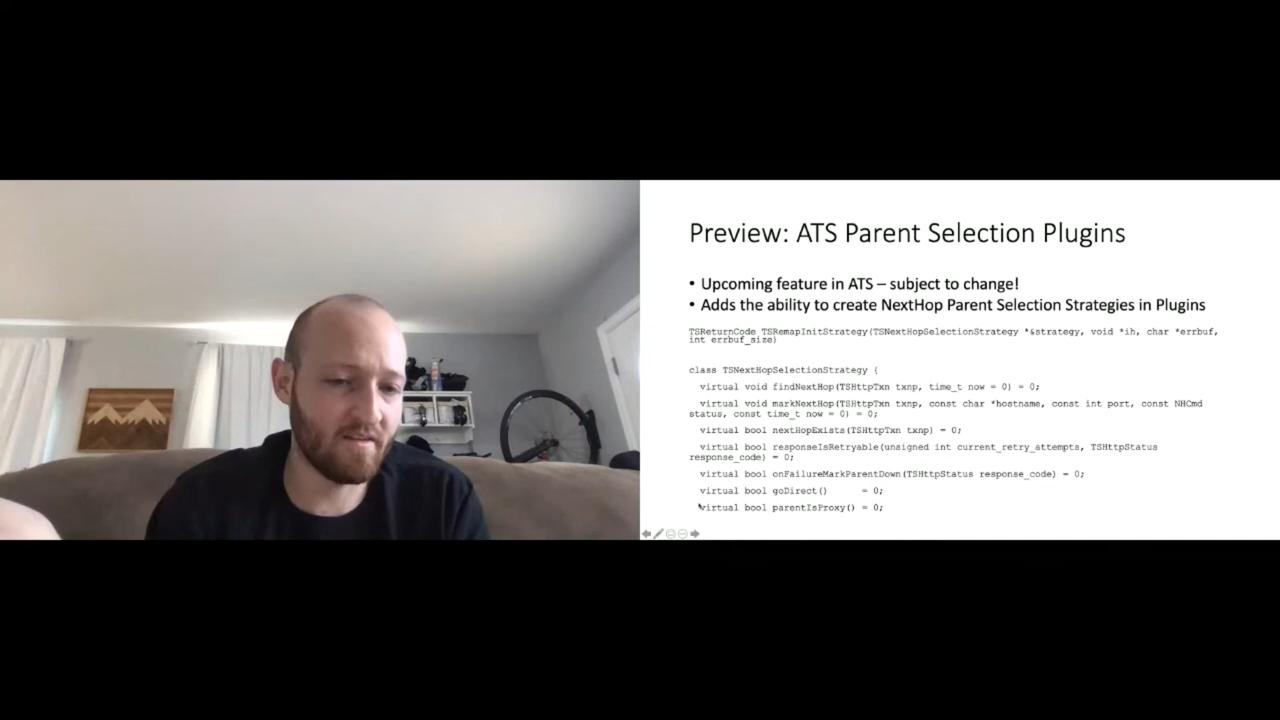 Preview: ATS Parent Selection Plugins
• Upcoming feature in ATS – subject to change!
• Adds the ability to create NextHop Parent Selection Strategies in Plugins
TSReturnCode TSRemapInitStrategy(TSNextHopSelectionStrategy *&strategy, void *ih, char *errbuf,
int errbuf_size)
class TSNextHopSelectionStrategy {
virtual void findNextHop(TSHttpTxn txnp, time_t now = 0) = 0;
virtual void markNextHop(TSHttpTxn txnp, const char *hostname, const int port, const NHCmd
status, const time_t now = 0) = 0;
virtual bool nextHopExists(TSHttpTxn txnp) = 0;
virtual bool responseIsRetryable(unsigned int current_retry_attempts, TSHttpStatus
response_code) = 0;
virtual bool onFailureMarkParentDown(TSHttpStatus response_code) = 0;
virtual bool goDirect() = 0;
virtual bool parentIsProxy() = 0;